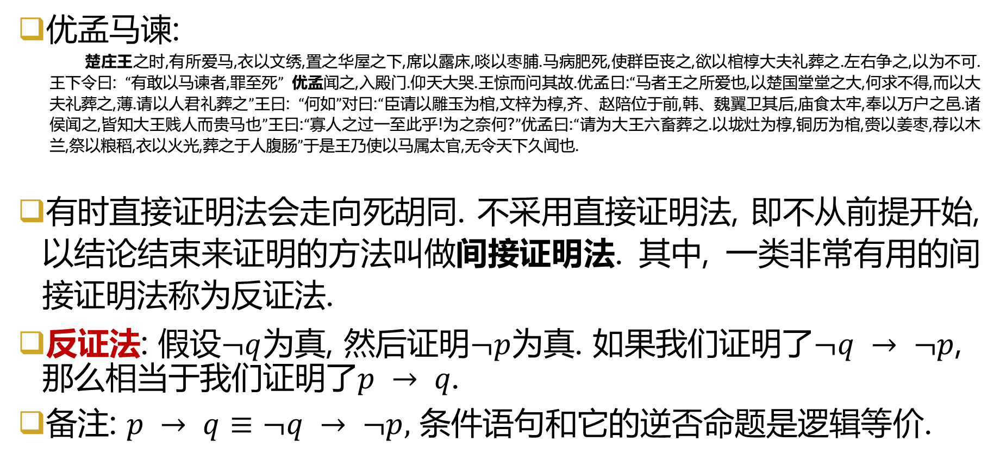 优孟马谏:
楚庄王之时,有所爱马,衣以文绣,置之华屋之下,席以露床,啖以枣脯.马病肥死,使群臣丧之,欲以棺椁大夫礼葬之.左右争之,以为不可.
王下令曰: “有敢以马谏者,罪至死” 优孟闻之,入殿门.仰天大哭.王惊而问其故.优孟曰:“马者王之所爱也,以楚国堂堂之大,何求不得,而以大
夫礼葬之,薄.请以人君礼葬之”王曰: “何如”对曰:“臣请以雕玉为棺,文梓为椁,齐、赵陪位于前,韩、魏翼卫其后,庙食太牢,奉以万户之邑.诸
侯闻之,皆知大王贱人而贵马也”王曰:“寡人之过一至此乎!为之奈何?”优孟曰:“请为大王六畜葬之.以垅灶为椁,铜历为棺,赍以姜枣,荐以木
兰,祭以粮稻,衣以火光,葬之于人腹肠”于是王乃使以马属太官,无令天下久闻也.
有时直接证明法会走向死胡同. 不采用直接证明法, 即不从前提开始,
以结论结束来证明的方法叫做间接证明法. 其中, 一类非常有用的间
接证明法称为反证法.
反证法: 假设¬q为真, 然后证明¬p为真. 如果我们证明了¬q → ¬p,
那么相当于我们证明了p → q.
备注: p → q ≡ ¬q → ¬p, 条件语句和它的逆否命题是逻辑等价.